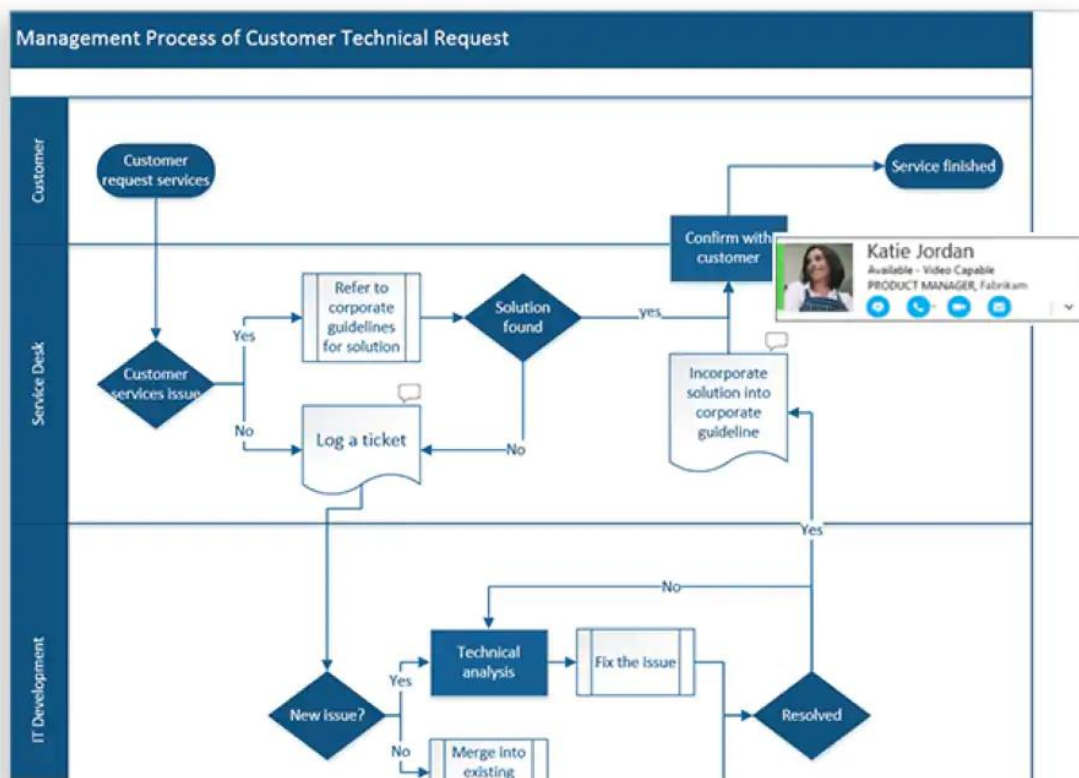 Management Process of Customer Technical Request
Customer
Customer
request services
Service finished
Confirm with
customer
Katie Jordan
Available - Video Capable
PRODUCT MANAGER, Fabrikam
Service Desk
Refer to
corporate
guidelines
for solution
Solution
found
yes
Yes
Customer
services issue
No
Log a ticket
No
Incorporate
solution into
corporate
guideline
Yes
IT Development
No
Technical
analysis
Fix the issue
Yes
New issue?
Resolved
No
Merge into
existing